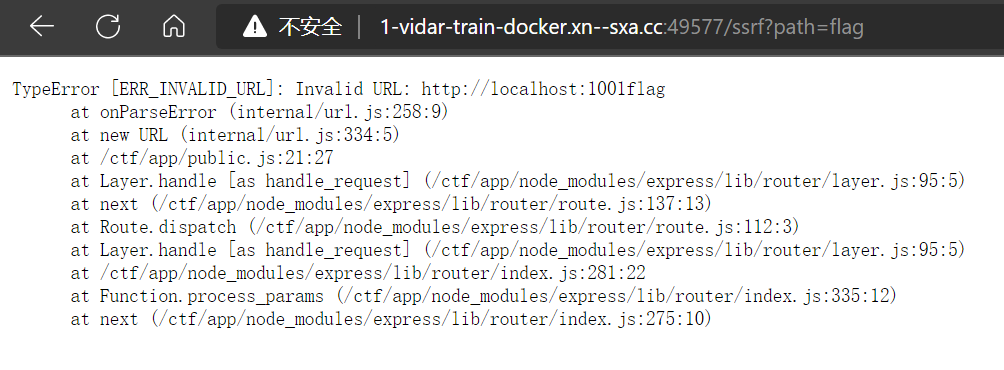 不安全 | 1-vidar-train-docker.xn--sxa.cc:49577/ssrf?path=flag
TypeError [ERR_INVALID_URL]: Invalid URL: http://localhost:1001flag
at onParseError (internal/url.js:258:9)
at new URL (internal/url.js:334:5)
at /ctf/app/public.js:21:27
at Layer.handle [as handle_request] (/ctf/app/node_modules/express/lib/router/layer.js:95:5)
at next (/ctf/app/node_modules/express/lib/router/route.js:137:13)
at Route.dispatch (/ctf/app/node_modules/express/lib/router/route.js:112:3)
at Layer.handle [as handle_request] (/ctf/app/node_modules/express/lib/router/layer.js:95:5)
at /ctf/app/node_modules/express/lib/router/index.js:281:22
at Function.process_params (/ctf/app/node_modules/express/lib/router/index.js:335:12)
at next (/ctf/app/node_modules/express/lib/router/index.js:275:10)